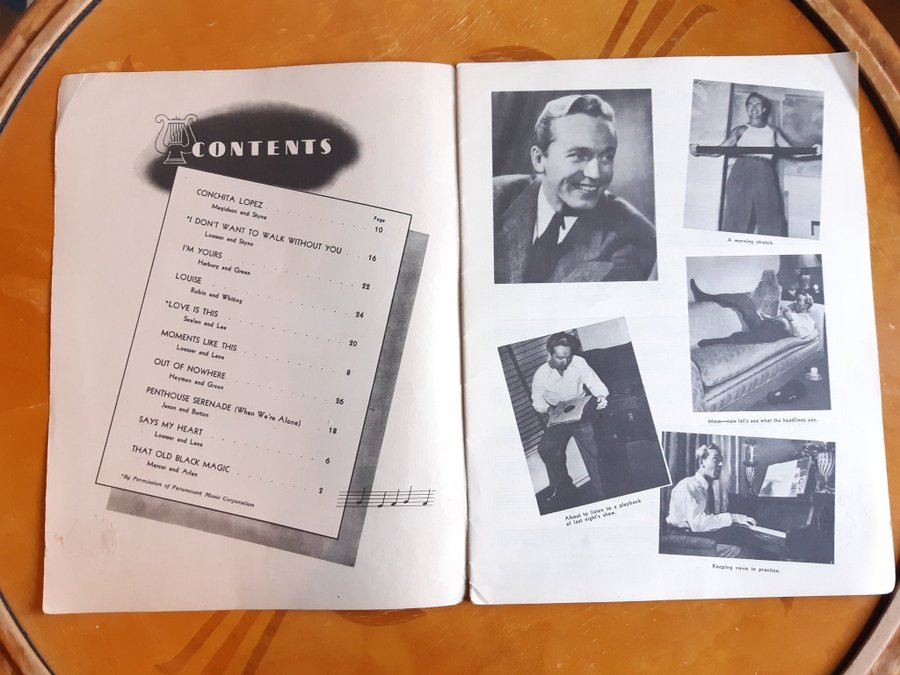 CONTENTS
Page
CONCHITA LOPEZ . . . . . . . . 10
Magidson and Styne
*I DON'T WANT TO WALK WITHOUT YOU . . . 16
Loesser and Styne
I'M YOURS . . . . . . . . 22
Harburg and Green
LOUISE . . . . . . . . 24
Robin and Whiting
*LOVE IS THIS . . . . . . . . 20
Seelen and Lee
MOMENTS LIKE THIS . . . . . . . . 8
Loesser and Lane
OUT OF NOWHERE . . . . . . . . 26
Heyman and Green
PENTHOUSE SERENADE (When We're Alone) . . . 18
Jason and Burton
SAYS MY HEART . . . . . . . . 6
Loesser and Lane
THAT OLD BLACK MAGIC . . . . . . . . 2
Mercer and Arlen
*By Permission of Paramount Music Corporation
A morning stretch.
Mmm—now let's see what the headlines say.
About to listen to a playback
of last night's show.
Keeping voice in practice.